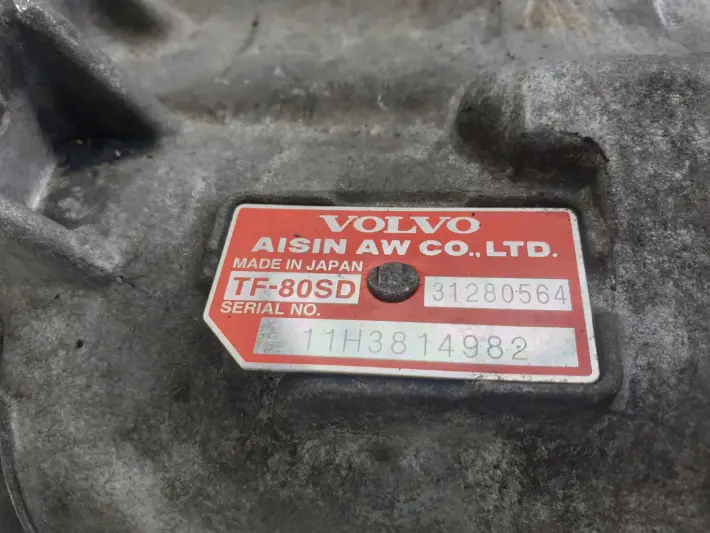 VOLVO
AISIN AW CO., LTD.
MADE IN JAPAN
TF-80SD 31280564
SERIAL NO.
11H3814982